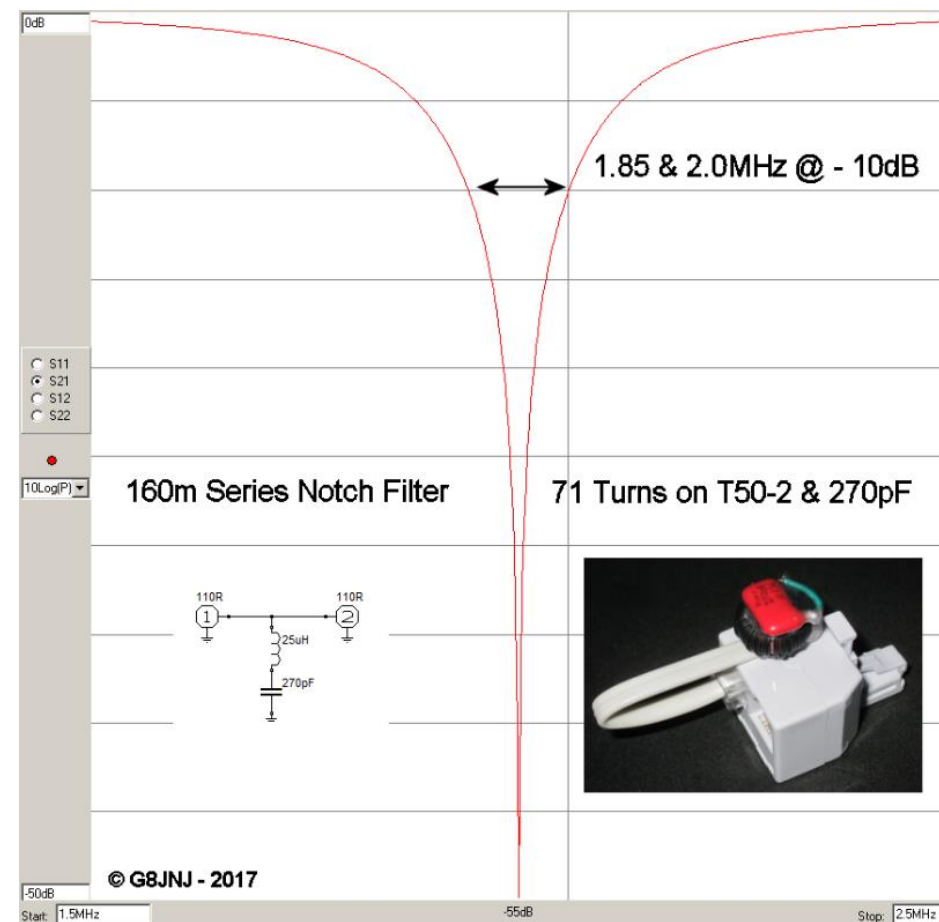 0dB
1.85 & 2.0MHz @ - 10dB
S11
S21
S12
S22
10Log(P)
160m Series Notch Filter
71 Turns on T50-2 & 270pF
110R
110R
1
2
25uH
270pF
© G8JNJ - 2017
-50dB
Start: 1.5MHz
-55dB
Stop: 2.5MHz